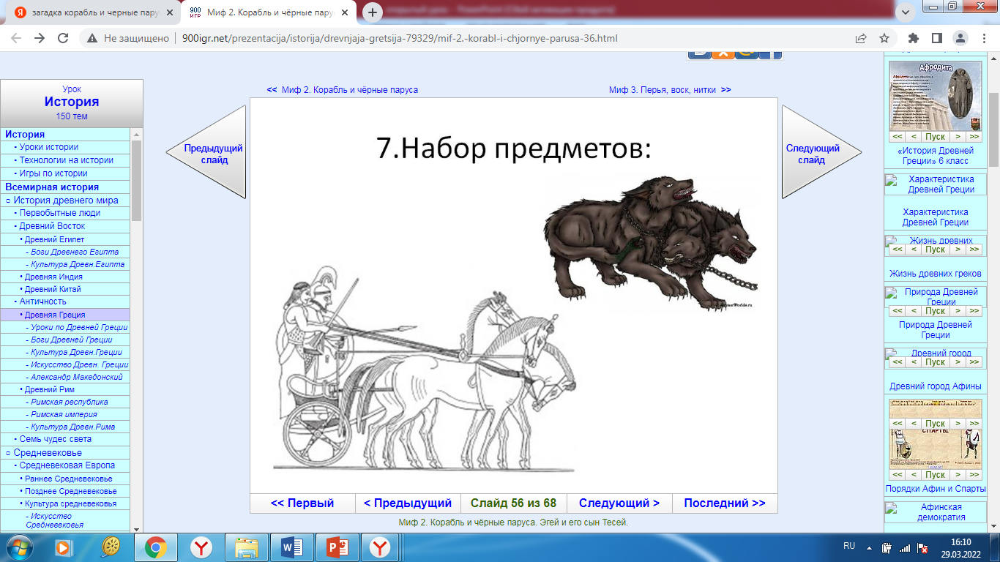 загадка корабль и черные пару
Миф 2. Корабль и чёрные пару
Не защищено
900igr.net/prezentacija/istorija/drevnjaja-gretsija-79329/mif-2.-korabl-i-chjornye-parusa-36.html
Урок
История
150 тем
История
• Уроки истории
• Технологии на истории
• Игры по истории
Всемирная история
○ История древнего мира
• Первобытные люди
• Древний Восток
• Древний Египет
- Боги Древнего Египта
- Культура Древн.Египта
• Древняя Индия
• Древний Китай
• Античность
• Древняя Греция
- Уроки по Древней Греции
- Боги Древней Греции
- Культура Древн.Греции
- Искусство Древн. Греции
- Александр Македонский
• Древний Рим
- Римская республика
- Римская империя
- Культура Древн.Рима
• Семь чудес света
○ Средневековье
• Средневековая Европа
• Раннее Средневековье
• Позднее Средневековье
• Культура средневековья
- Искусство
Средневековья
<< Миф 2. Корабль и чёрные паруса
Миф 3. Перья, воск, нитки >>
Предыдущий
слайд
7.Набор предметов:
Следующий
слайд
<< Первый
< Предыдущий
Слайд 56 из 68
Следующий >
Последний >>
Миф 2. Корабль и чёрные паруса. Эгей и его сын Тесей.
Афродита
<< < Пуск > >>
«История Древней
Греции» 6 класс
Характеристика
Древней Греции
Характеристика
Древней Греции
Жизнь древних
<< < Пуск > >>
Жизнь древних греков
Природа Древней
Греции
<< < Пуск > >>
Природа Древней
Греции
Древний город
<< < Пуск > >>
Древний город Афины
<< < Пуск > >>
СПАРТЫ
<< < Пуск > >>
Порядки Афин и Спарты
Афинская
демократия
RU
16:10
29.03.2022